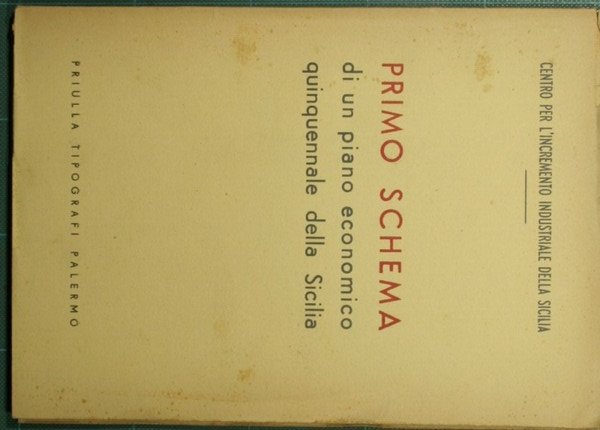 CENTRO PER L'INCREMENTO INDUSTRIALE DELLA SICILIA
PRIMO SCHEMA
di un piano economico
quinquennale della Sicilia
PRIULLA TIPOGRAFI PALERMO